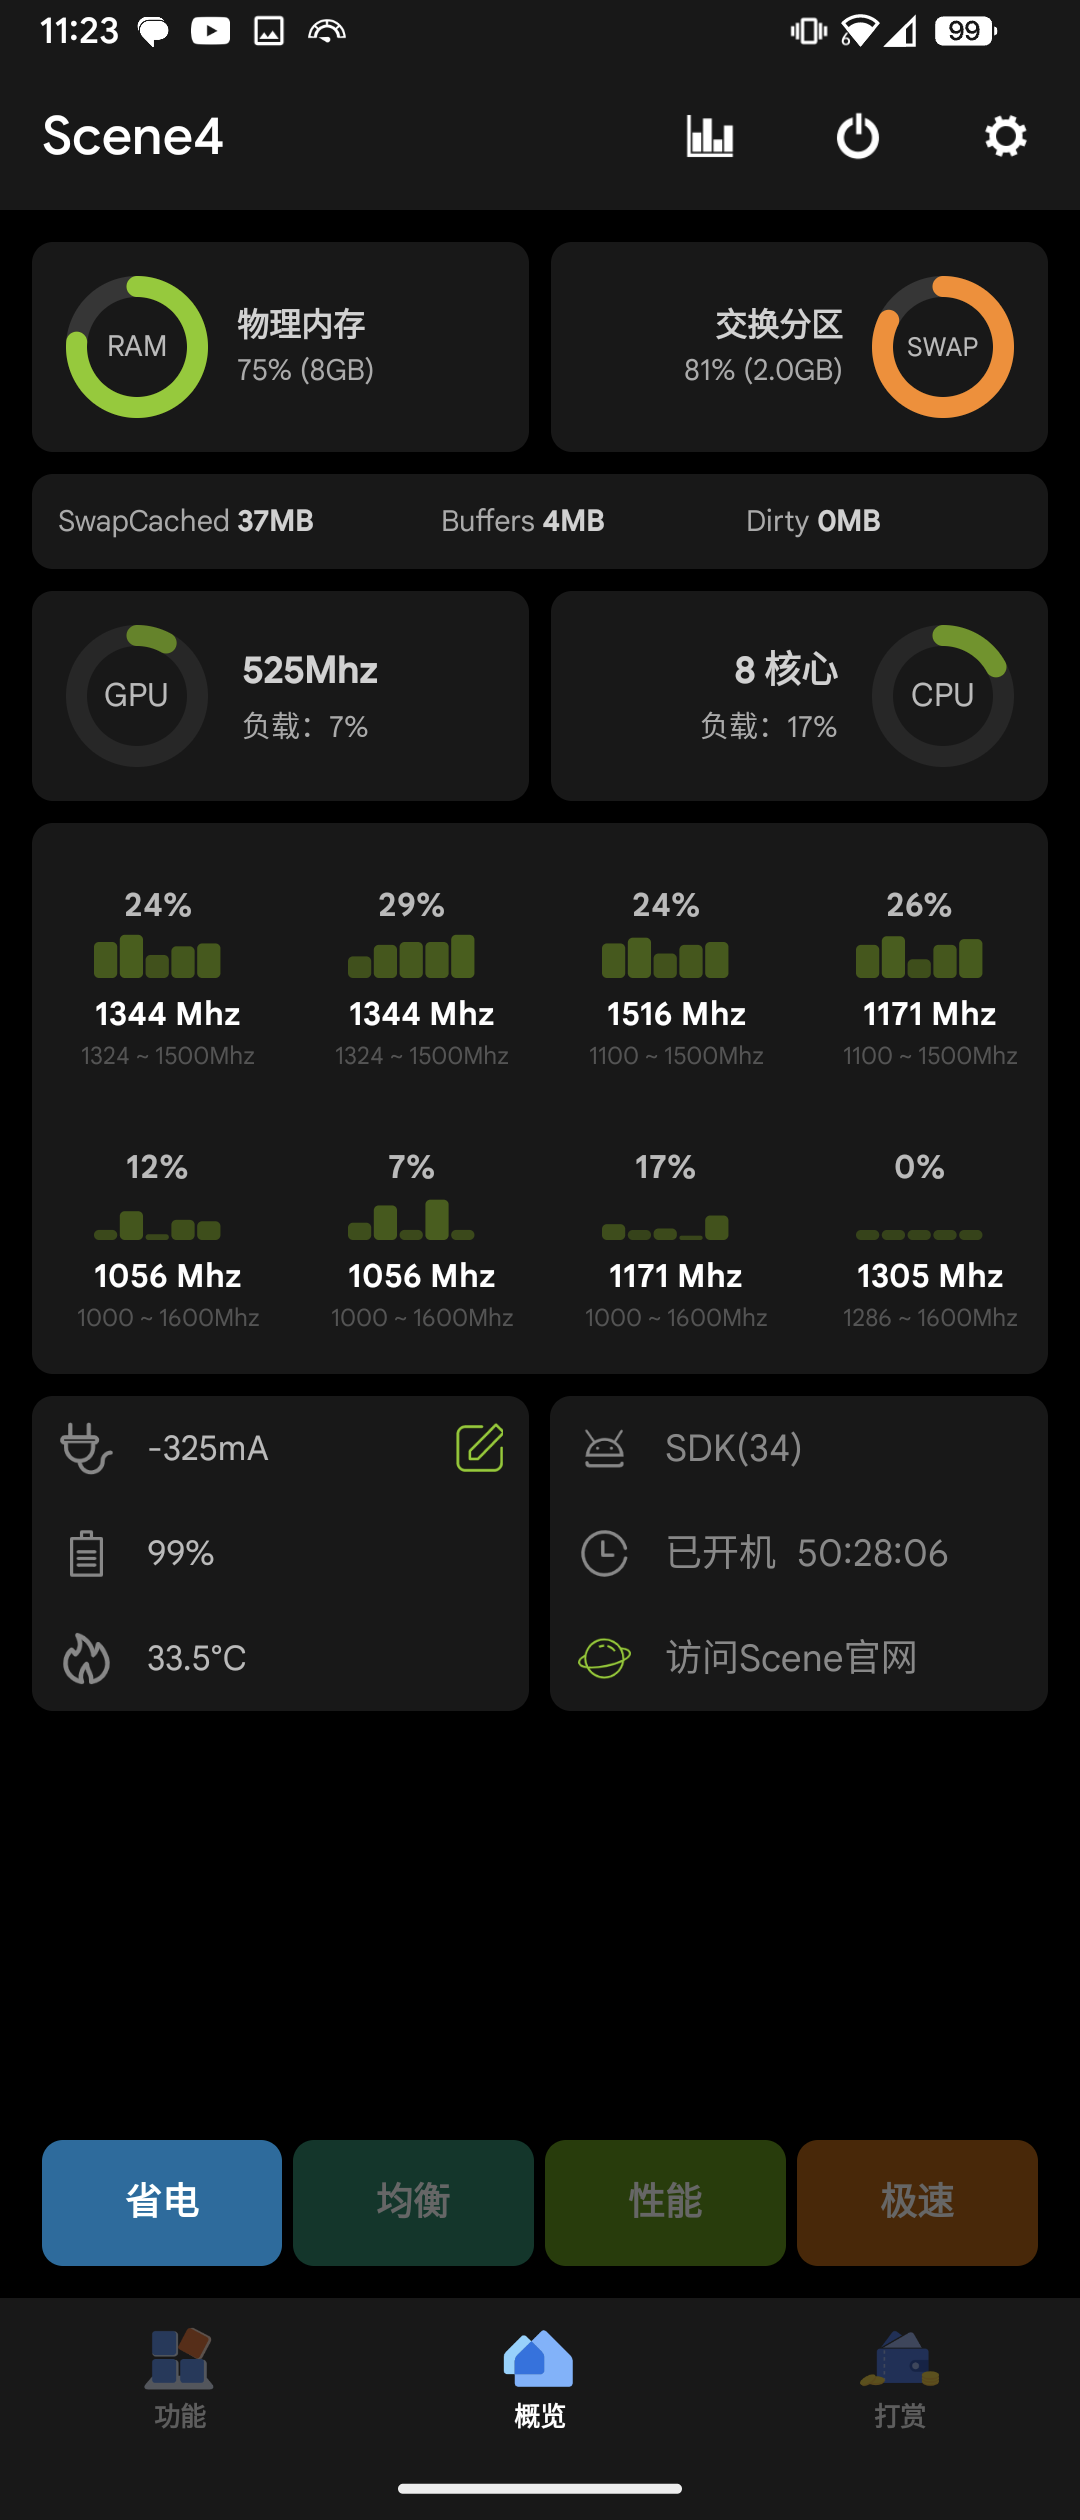 11:23
6
99
Scene4
RAM
物理内存
75% (8GB)
交换分区
81% (2.0GB)
SWAP
SwapCached 37MB
Buffers 4MB
Dirty 0MB
GPU
525Mhz
负载：7%
8 核心
负载：17%
CPU
24%
29%
24%
26%
1344 Mhz
1344 Mhz
1516 Mhz
1171 Mhz
1324 ~ 1500Mhz
1324 ~ 1500Mhz
1100 ~ 1500Mhz
1100 ~ 1500Mhz
12%
7%
17%
0%
1056 Mhz
1056 Mhz
1171 Mhz
1305 Mhz
1000 ~ 1600Mhz
1000 ~ 1600Mhz
1000 ~ 1600Mhz
1286 ~ 1600Mhz
-325mA
SDK(34)
99%
已开机 50:28:06
33.5°C
访问Scene官网
省电
均衡
性能
极速
功能
概览
打赏